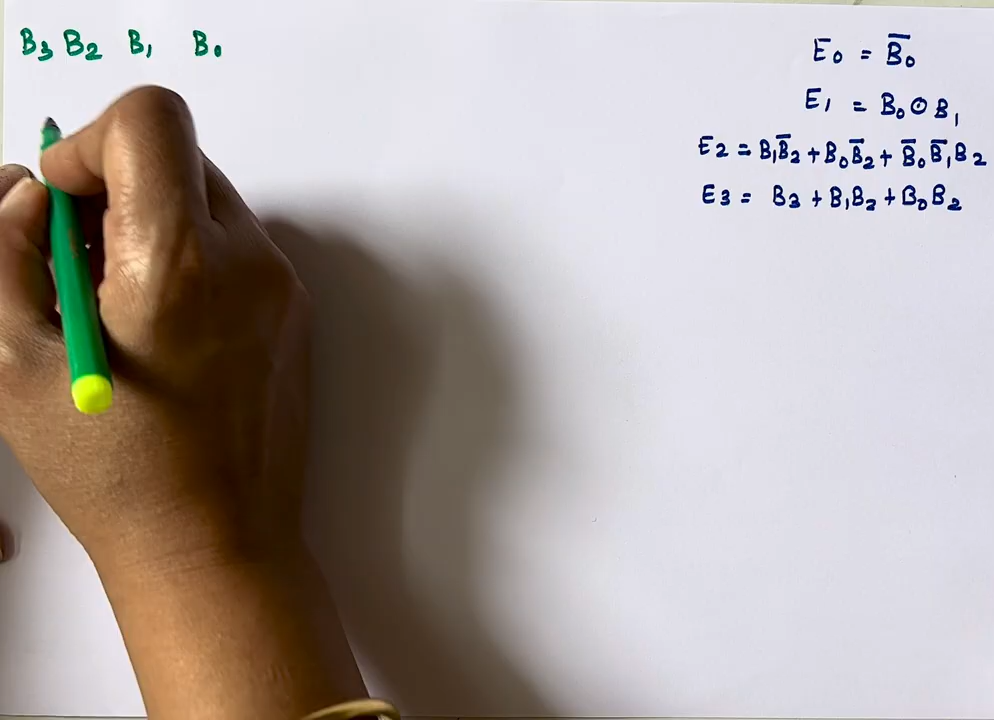 B₃ B₂ B₁ B₀
E₀ = B̅₀
E₁ = B₀ ⊙ B₁
E₂ = B₁B̅₂ + B₀B̅₂ + B̅₀B̅₁B₂
E₃ = B₃ + B₁B₂ + B₀B₂